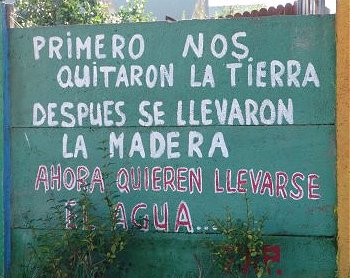 PRIMERO NOS
QUITARON LA TIERRA
DESPUES SE LLEVARON
LA MADERA
AHORA QUIEREN LLEVARSE
EL AGUA...